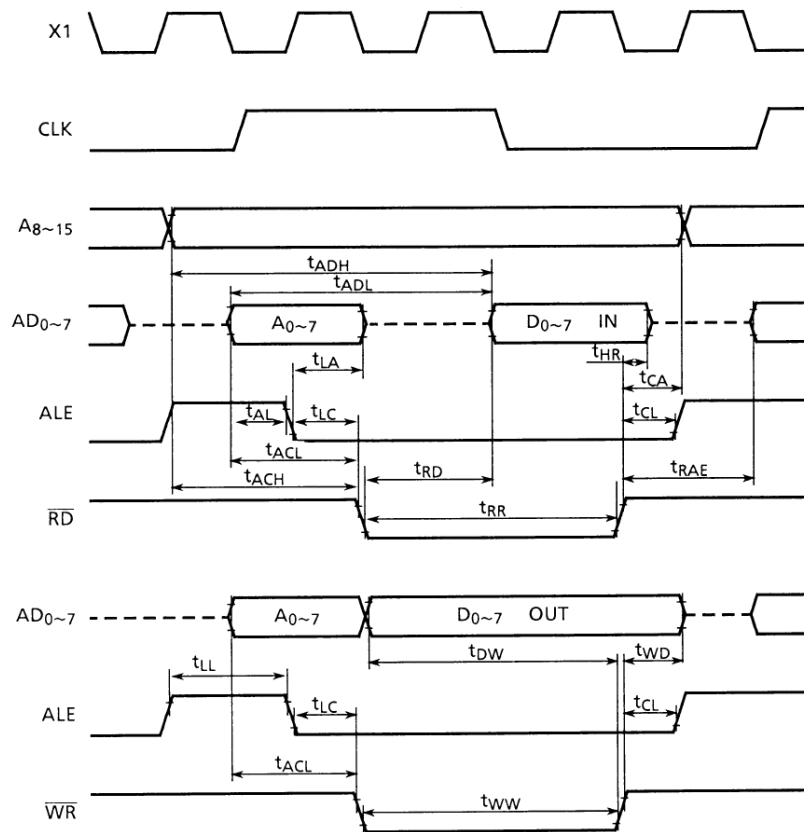 X1
CLK
A8~15
tADH
tADL
AD0~7 A0~7 D0~7 IN
tLA tHR
tCA
ALE tAL tLC tCL
tACL
tACH tRD tRAE
RD tRR
AD0~7 A0~7 D0~7 OUT
tLL tDW tWD
ALE tLC tCL
tACL
WR tWW